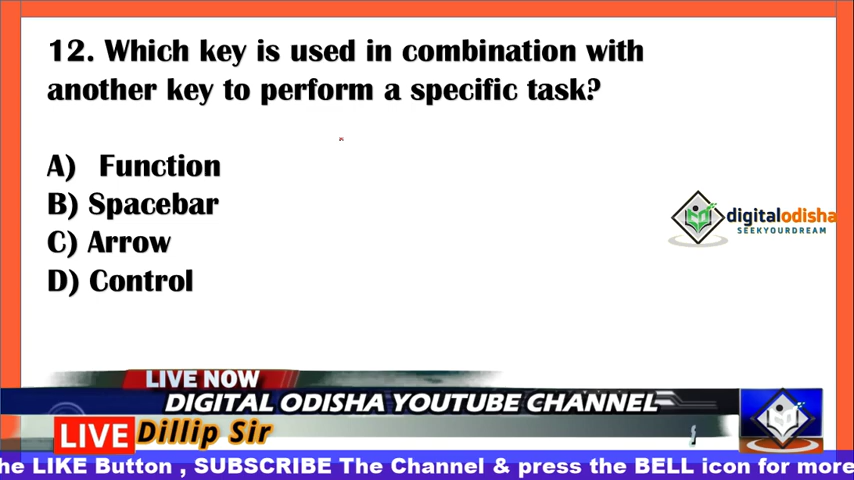 12. Which key is used in combination with
another key to perform a specific task?
A) Function
B) Spacebar
C) Arrow
D) Control
digitalodisha
SEEKYOURDREAM
LIVE NOW
DIGITAL ODISHA YOUTUBE CHANNEL
LIVE Dillip Sir
he LIKE Button , SUBSCRIBE The Channel & press the BELL icon for more